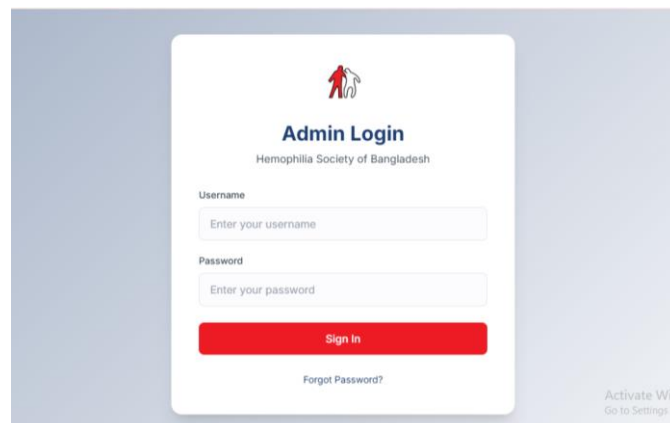 Admin Login
Hemophilia Society of Bangladesh
Username
Enter your username
Password
Enter your password
Sign In
Forgot Password?
Activate Wi
Go to Settings